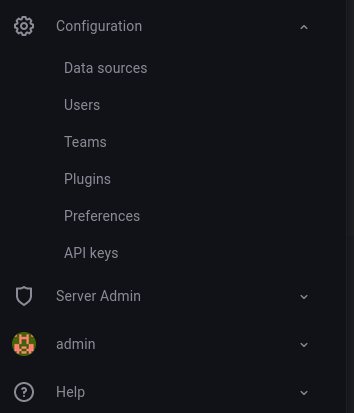 Configuration
Data sources
Users
Teams
Plugins
Preferences
API keys
Server Admin
admin
Help